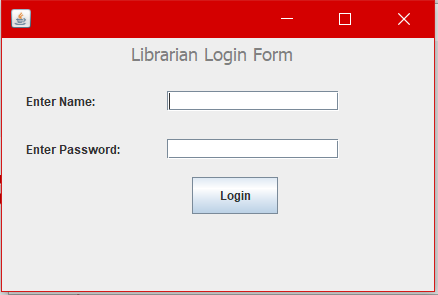 Librarian Login Form
Enter Name:
Enter Password:
Login